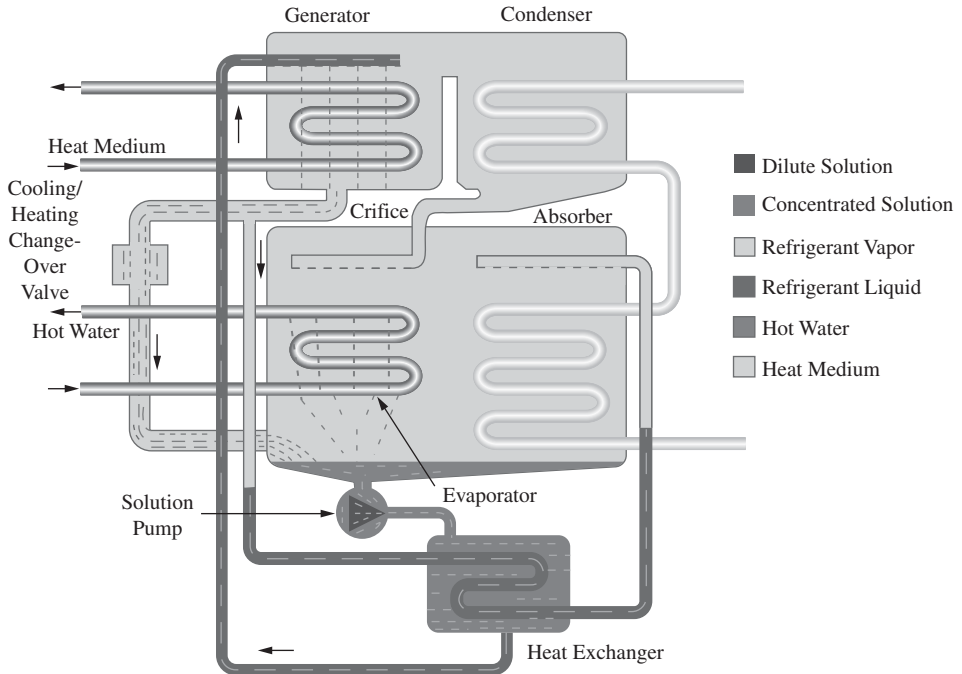 Generator
Condenser
Heat Medium
Cooling/
Heating
Change-
Over
Valve
Crifice
Absorber
Hot Water
Dilute Solution
Concentrated Solution
Refrigerant Vapor
Refrigerant Liquid
Hot Water
Heat Medium
Evaporator
Solution
Pump
Heat Exchanger